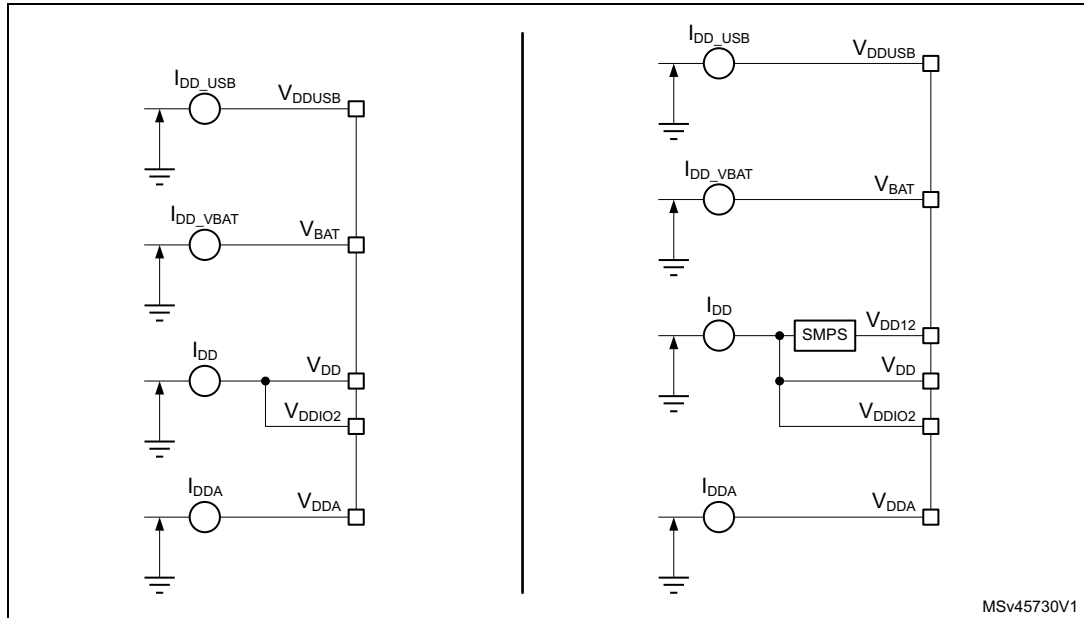 I_DD_USB V_DDUSB
I_DD_VBAT V_BAT
I_DD V_DD
V_DDIO2
I_DDA V_DDA
I_DD_USB V_DDUSB
I_DD_VBAT V_BAT
I_DD SMPS V_DD12
V_DD
V_DDIO2
I_DDA V_DDA
MSv45730V1